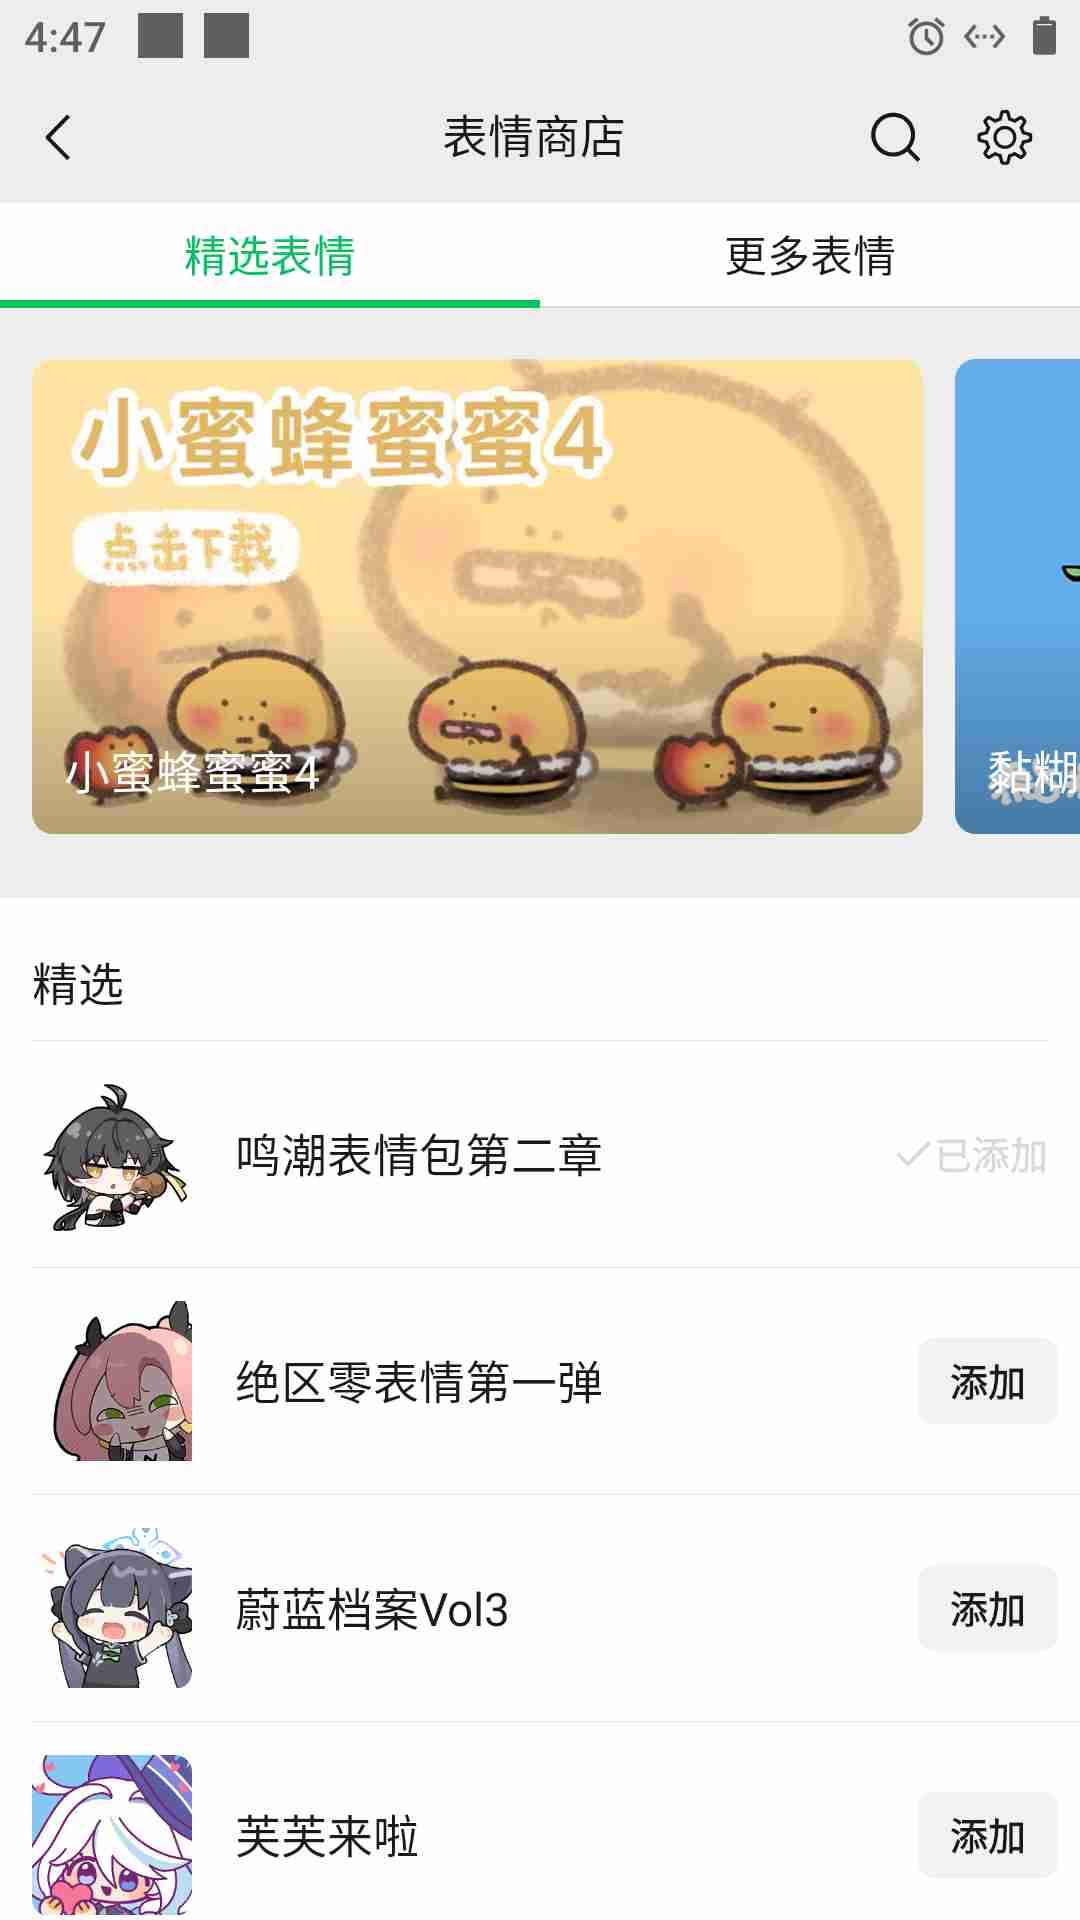 4:47
表情商店
精选表情
更多表情
小蜜蜂蜜蜜4
点击下载
小蜜蜂蜜蜜4
黏糊
精选
鸣潮表情包第二章
已添加
绝区零表情第一弹
添加
蔚蓝档案Vol3
添加
芙芙来啦
添加